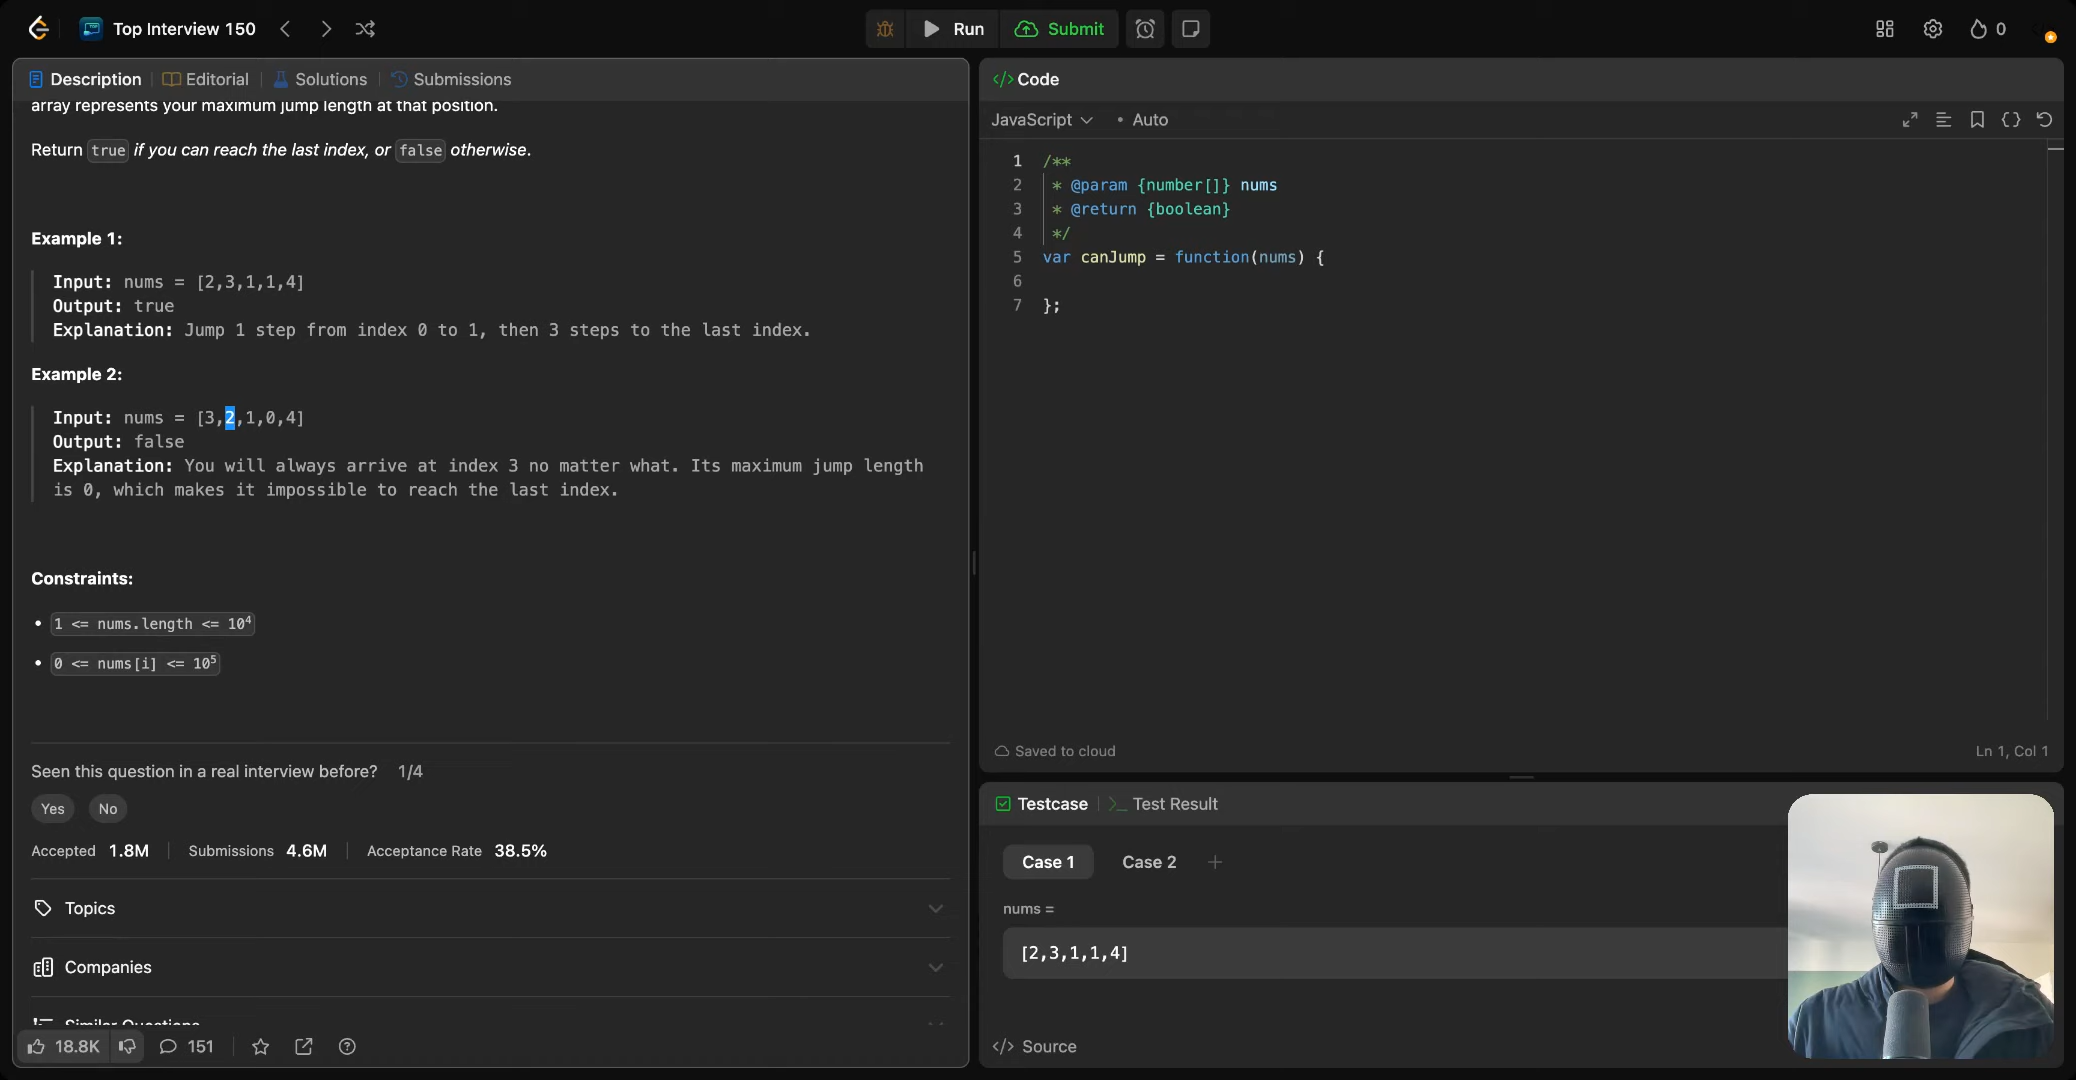 Top Interview 150
Run
Submit
0
Description
Editorial
Solutions
Submissions
array represents your maximum jump length at that position.
Return true if you can reach the last index, or false otherwise.
Example 1:
Input: nums = [2,3,1,1,4]
Output: true
Explanation: Jump 1 step from index 0 to 1, then 3 steps to the last index.
Example 2:
Input: nums = [3,2,1,0,4]
Output: false
Explanation: You will always arrive at index 3 no matter what. Its maximum jump length
is 0, which makes it impossible to reach the last index.
Constraints:
• 1 <= nums.length <= 10⁴
• 0 <= nums[i] <= 10⁵
Seen this question in a real interview before? 1/4
Yes No
Accepted 1.8M Submissions 4.6M Acceptance Rate 38.5%
Topics
Companies
Similar Questions
18.8K 151
</> Code
JavaScript • Auto
1 /**
2 * @param {number[]} nums
3 * @return {boolean}
4 */
5 var canJump = function(nums) {
6
7 };
Saved to cloud
Ln 1, Col 1
Testcase
>_ Test Result
Case 1 Case 2 +
nums =
[2,3,1,1,4]
</> Source